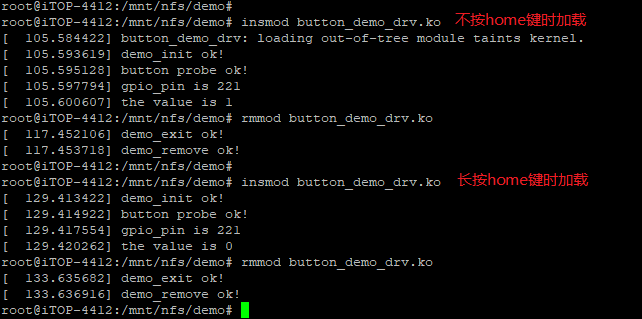 root@iTOP-4412:/mnt/nfs/demo#
root@iTOP-4412:/mnt/nfs/demo# insmod button_demo_drv.ko 不按home键时加载
[  105.584422] button_demo_drv: loading out-of-tree module taints kernel.
[  105.593619] demo_init ok!
[  105.595128] button probe ok!
[  105.597794] gpio_pin is 221
[  105.600607] the value is 1
root@iTOP-4412:/mnt/nfs/demo# rmmod button_demo_drv.ko
[  117.452106] demo_exit ok!
[  117.453718] demo_remove ok!
root@iTOP-4412:/mnt/nfs/demo#
root@iTOP-4412:/mnt/nfs/demo# insmod button_demo_drv.ko 长按home键时加载
[  129.413422] demo_init ok!
[  129.414922] button probe ok!
[  129.417554] gpio_pin is 221
[  129.420262] the value is 0
root@iTOP-4412:/mnt/nfs/demo# rmmod button_demo_drv.ko
[  133.635682] demo_exit ok!
[  133.636916] demo_remove ok!
root@iTOP-4412:/mnt/nfs/demo#